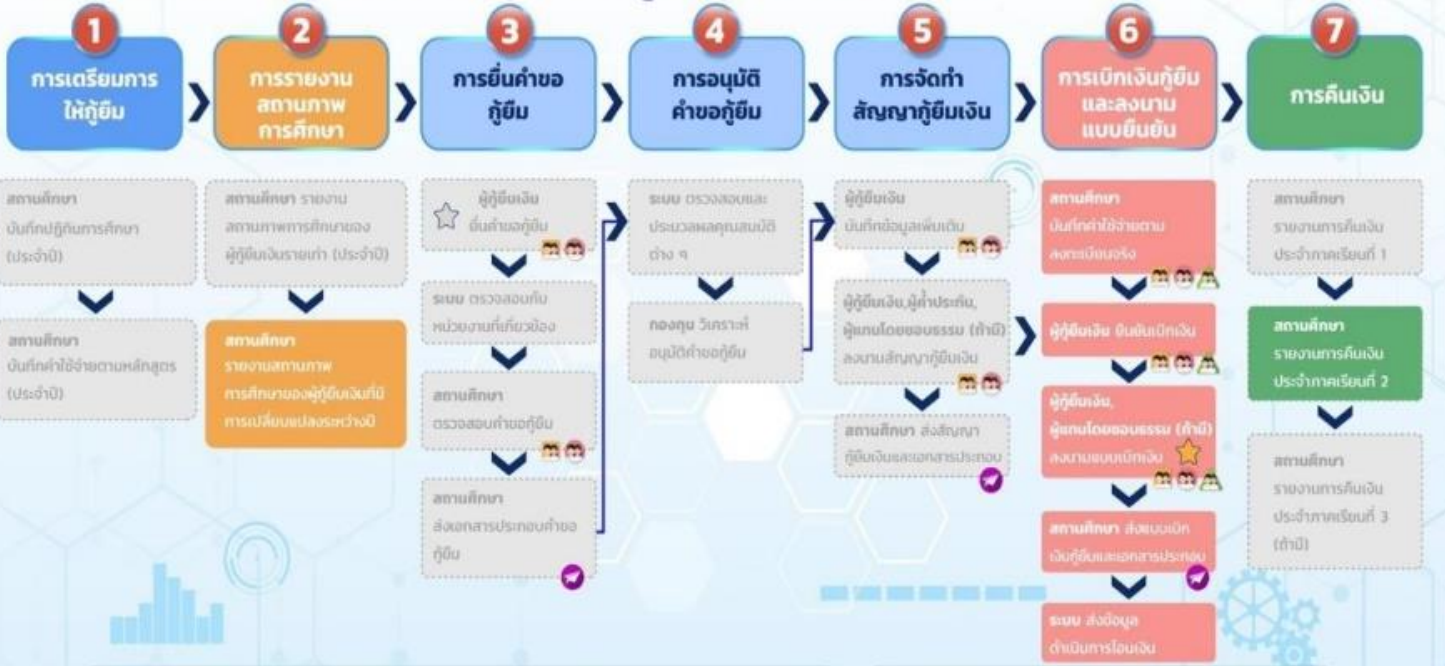 1
การเตรียมการ
ให้กู้ยืม
2
การรายงาน
สถานภาพ
การศึกษา
3
การยื่นคำขอ
กู้ยืม
4
การอนุมัติ
คำขอกู้ยืม
5
การจัดทำ
สัญญากู้ยืมเงิน
6
การเบิกเงินกู้ยืม
และลงนาม
แบบยืนยัน
7
การคืนเงิน
สถานศึกษา
บันทึกปฏิทินการศึกษา
(ประจำปี)
สถานศึกษา
บันทึกค่าใช้จ่ายตามหลักสูตร
(ประจำปี)
สถานศึกษา รายงาน
สถานภาพการศึกษาของ
ผู้กู้ยืมเงินรายเก่า (ประจำปี)
สถานศึกษา
รายงานสถานภาพ
การศึกษาของผู้กู้ยืมเงินที่มี
การเปลี่ยนแปลงระหว่างปี
ผู้กู้ยืมเงิน
ยื่นคำขอกู้ยืม
ระบบ ตรวจสอบกับ
หน่วยงานที่เกี่ยวข้อง
สถานศึกษา
ตรวจสอบคำขอกู้ยืม
สถานศึกษา
ส่งเอกสารประกอบคำขอ
กู้ยืม
ระบบ ตรวจสอบและ
ประมวลผลคุณสมบัติ
ต่าง ๆ
กองทุน วิเคราะห์
อนุมัติคำขอกู้ยืม
ผู้กู้ยืมเงิน
บันทึกข้อมูลเพิ่มเติม
ผู้กู้ยืมเงิน,ผู้ค้ำประกัน,
ผู้แทนโดยชอบธรรม (ถ้ามี)
ลงนามสัญญากู้ยืมเงิน
สถานศึกษา ส่งสัญญา
กู้ยืมเงินและเอกสารประกอบ
สถานศึกษา
บันทึกค่าใช้จ่ายตาม
ลงทะเบียนจริง
ผู้กู้ยืมเงิน ยืนยันเบิกเงิน
ผู้กู้ยืมเงิน,
ผู้แทนโดยชอบธรรม (ถ้ามี)
ลงนามแบบเบิกเงิน
สถานศึกษา ส่งแบบเบิก
เงินกู้ยืมและเอกสารประกอบ
ระบบ ส่งข้อมูล
ดำเนินการโอนเงิน
สถานศึกษา
รายงานการคืนเงิน
ประจำภาคเรียนที่ 1
สถานศึกษา
รายงานการคืนเงิน
ประจำภาคเรียนที่ 2
สถานศึกษา
รายงานการคืนเงิน
ประจำภาคเรียนที่ 3
(ถ้ามี)